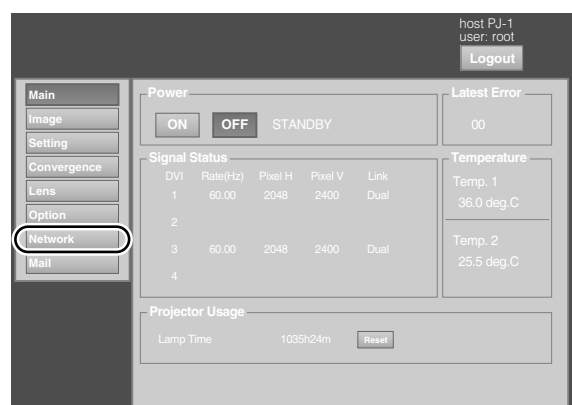 host PJ-1
user: root
Logout
Main
Image
Setting
Convergence
Lens
Option
Network
Mail
Power
ON OFF STANDBY
Latest Error
00
Signal Status
DVI Rate(Hz) Pixel H Pixel V Link
1 60.00 2048 2400 Dual
2
3 60.00 2048 2400 Dual
4
Temperature
Temp. 1
36.0 deg.C
Temp. 2
25.5 deg.C
Projector Usage
Lamp Time 1035h24m Reset